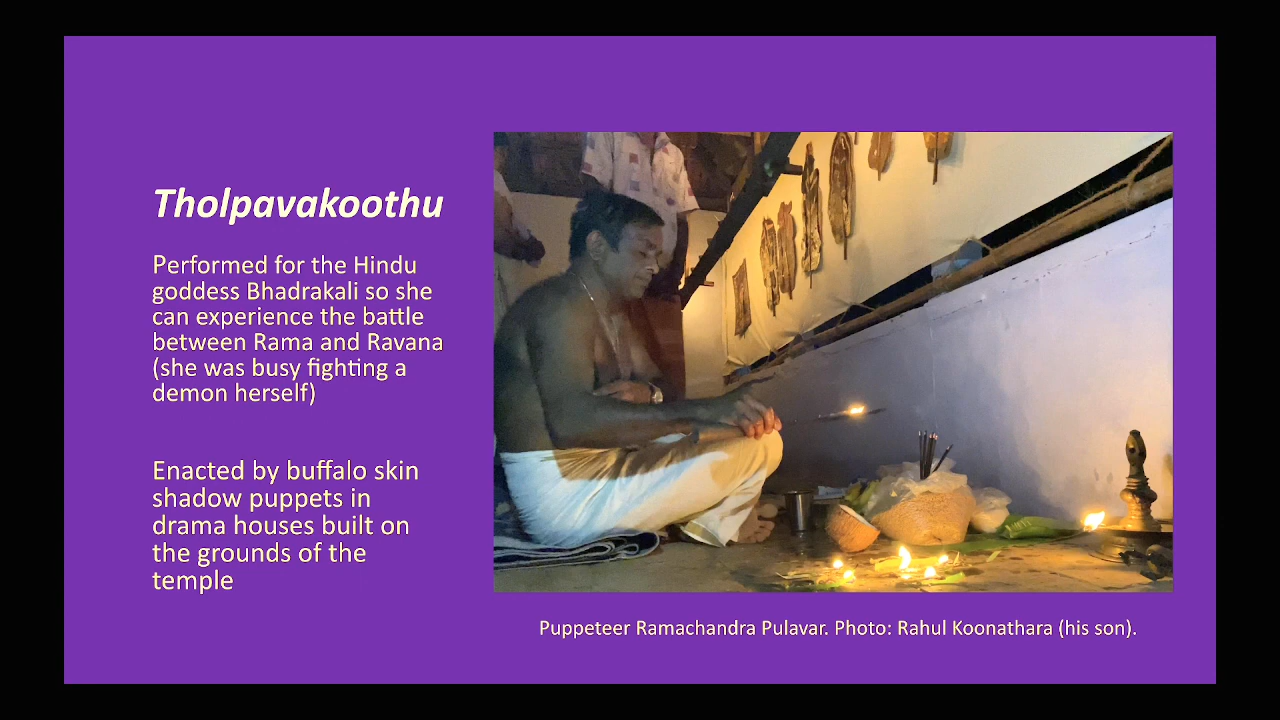 Tholpavakoothu
Performed for the Hindu
goddess Bhadrakali so she
can experience the battle
between Rama and Ravana
(she was busy fighting a
demon herself)
Enacted by buffalo skin
shadow puppets in
drama houses built on
the grounds of the
temple
Puppeteer Ramachandra Pulavar. Photo: Rahul Koonathara (his son).